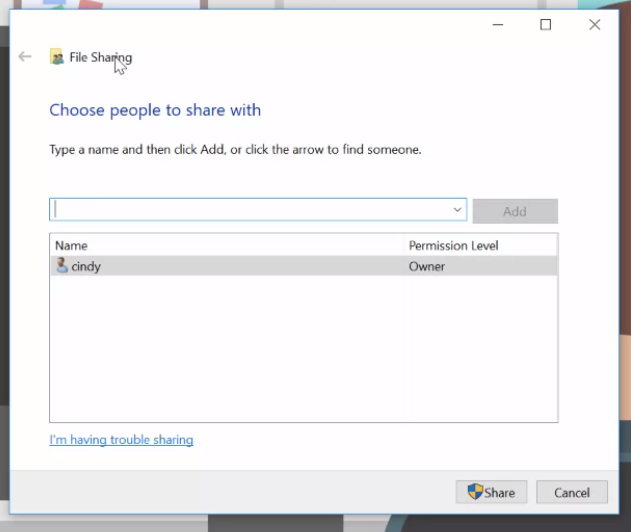 File Sharing
Choose people to share with
Type a name and then click Add, or click the arrow to find someone.
Add
Name Permission Level
cindy Owner
I'm having trouble sharing
Share Cancel